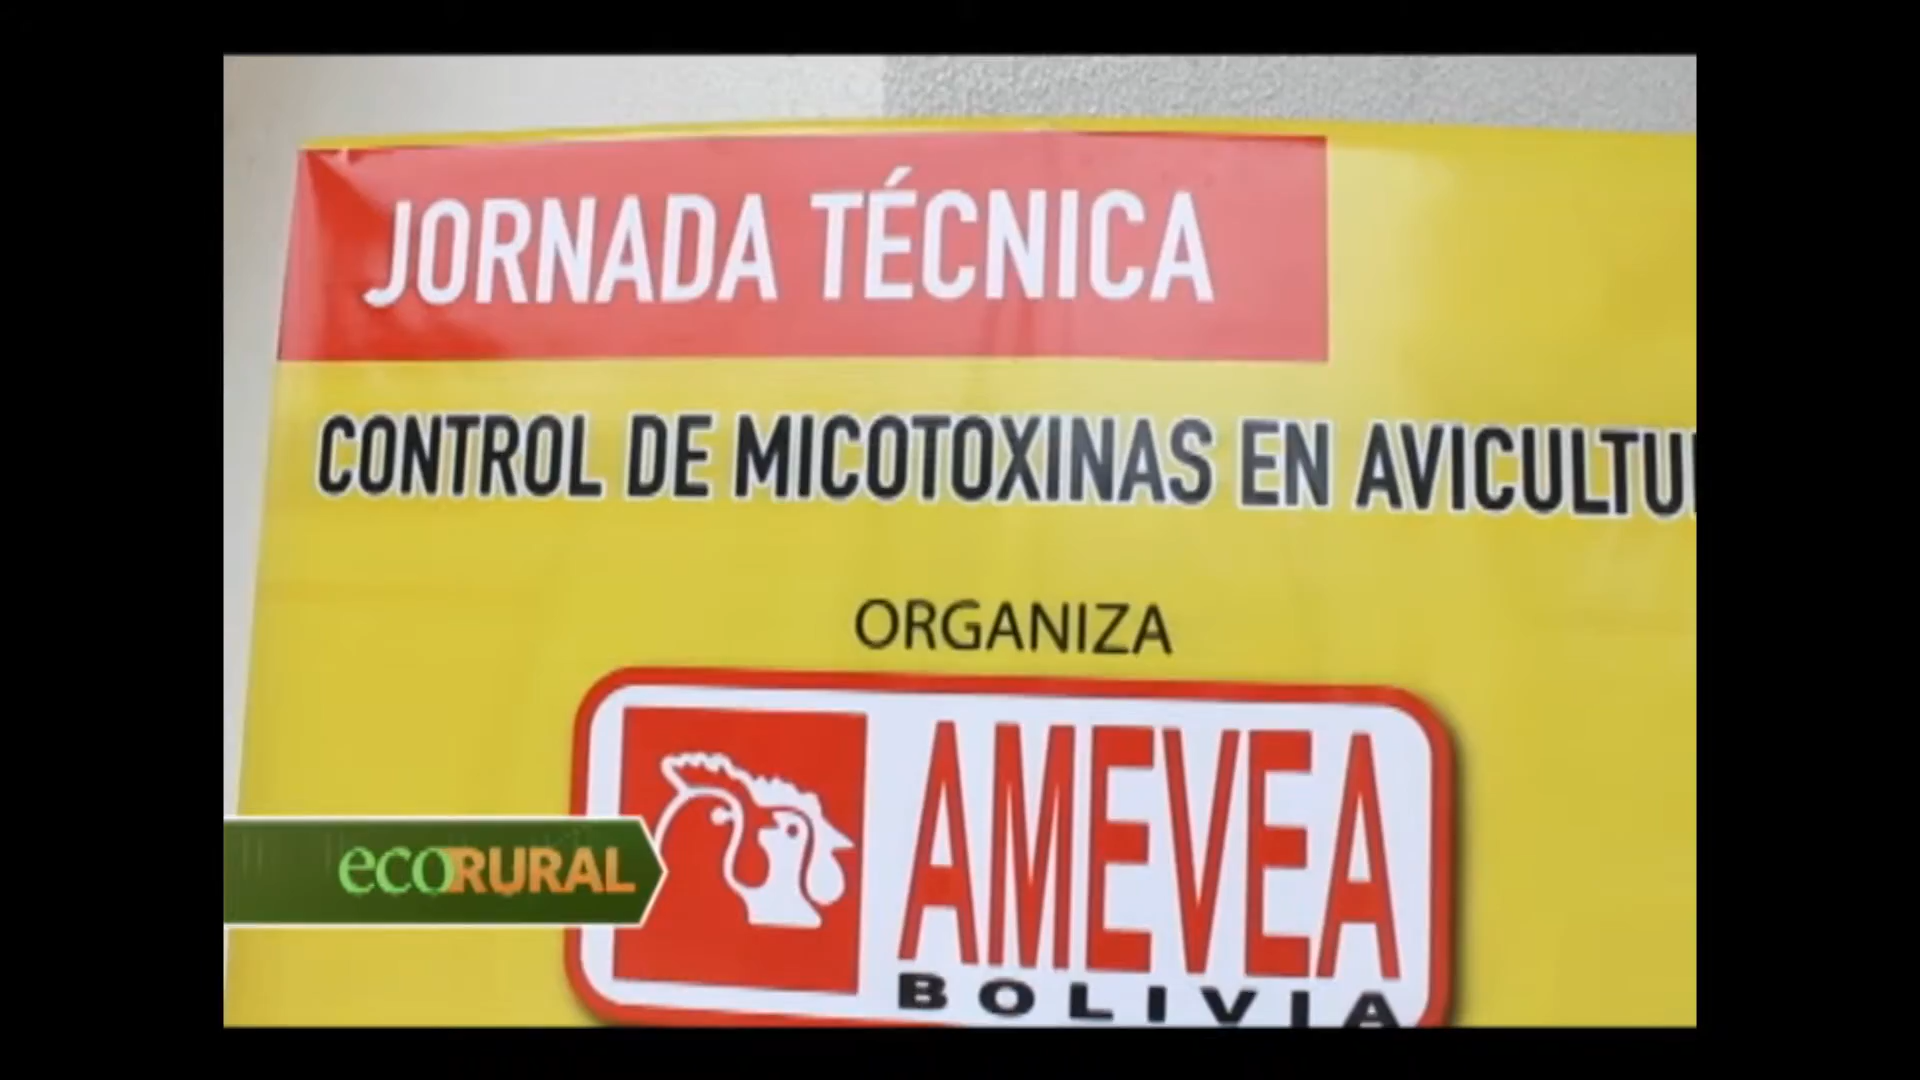 JORNADA TÉCNICA
CONTROL DE MICOTOXINAS EN AVICULTU
ORGANIZA
AMEVEA
BOLIVIA
ecoRURAL